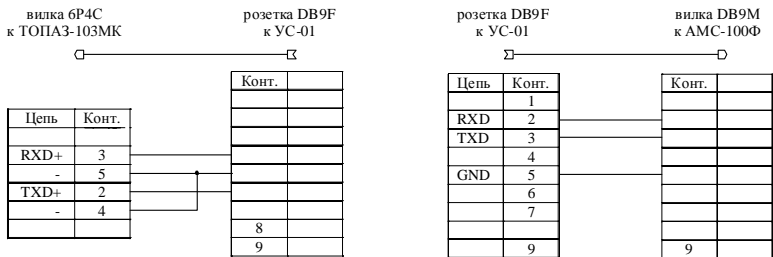 вилка 6P4C
к ТОПАЗ-103МК
розетка DB9F
к УС-01
Конт.
Цепь Конт.
RXD+ 3
- 5
TXD+ 2
- 4
8
9
розетка DB9F
к УС-01
вилка DB9M
к АМС-100Ф
Цепь Конт.
1
RXD 2
TXD 3
4
GND 5
6
7
9
Конт.
9